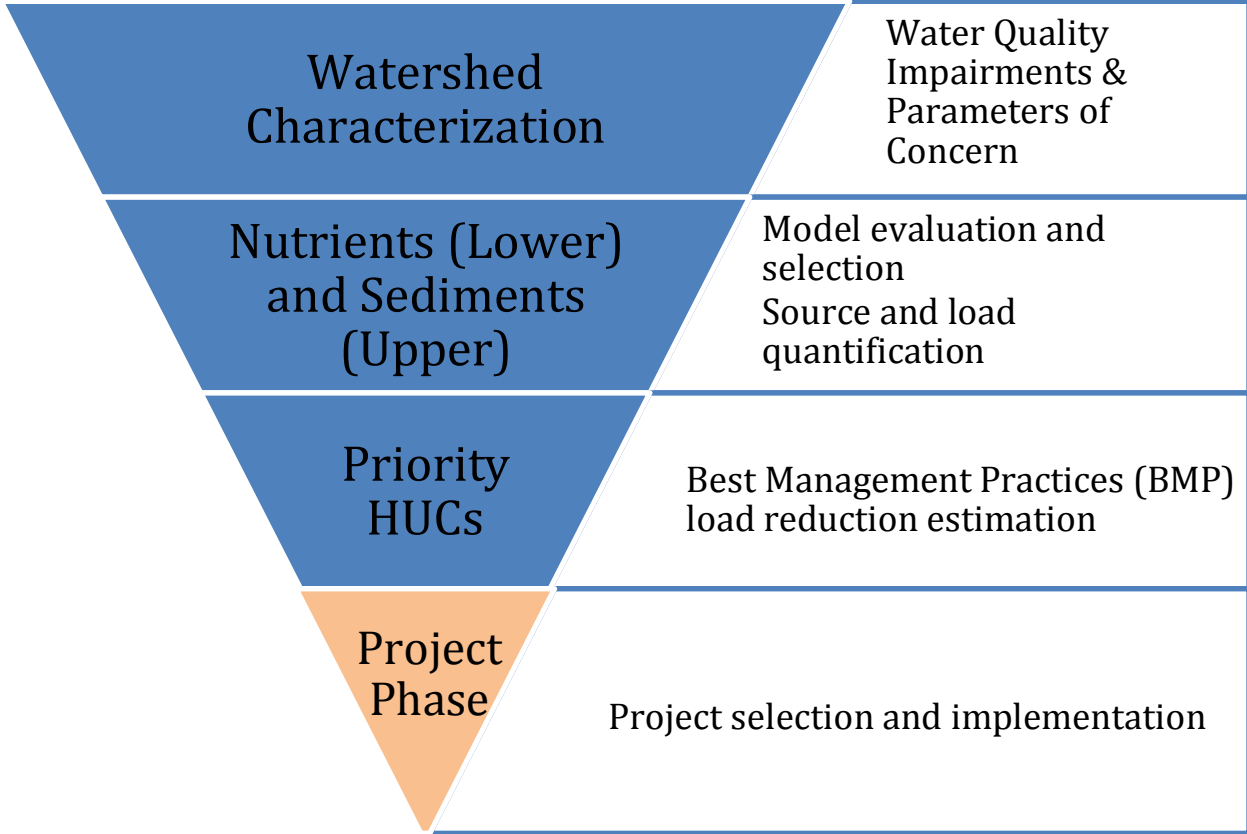 Watershed
Characterization
Water Quality
Impairments &
Parameters of
Concern
Nutrients (Lower)
and Sediments
(Upper)
Model evaluation and
selection
Source and load
quantification
Priority
HUCs
Best Management Practices (BMP)
load reduction estimation
Project
Phase
Project selection and implementation